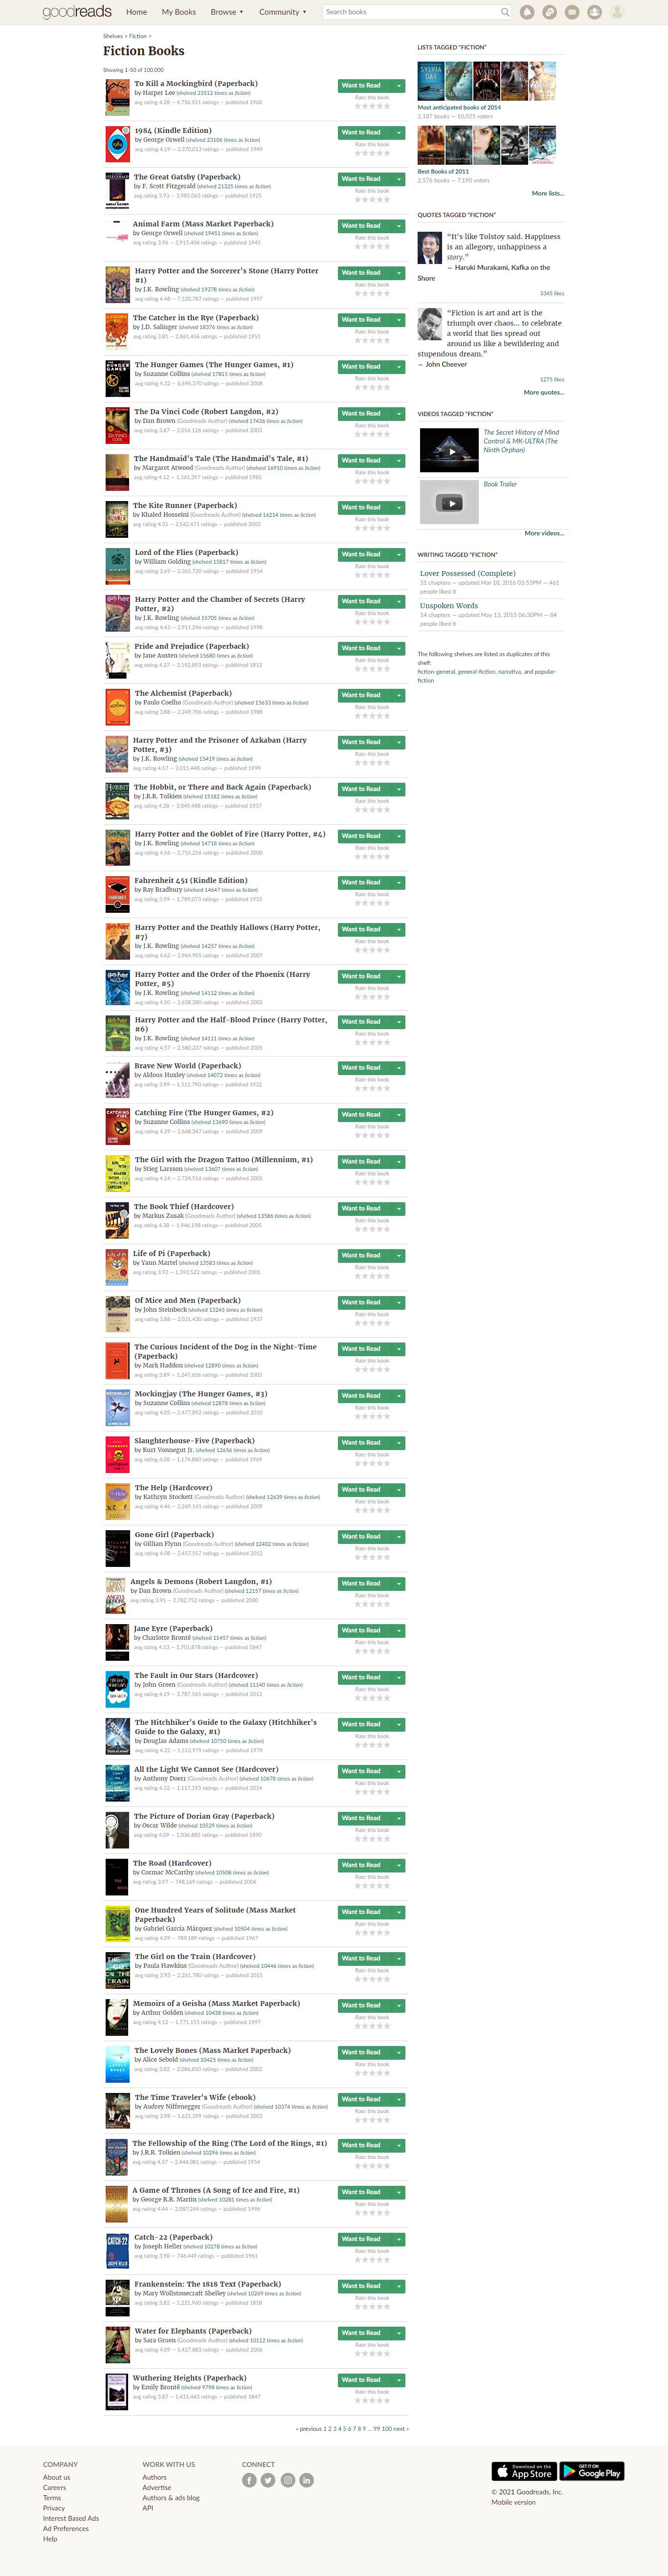 goodreads
Home
My Books
Browse ▾
Community ▾
Search books
Shelves > Fiction >
Fiction Books
Showing 1-50 of 100,000
To Kill a Mockingbird (Paperback)
by Harper Lee (shelved 23512 times as fiction)
avg rating 4.28 — 4,756,921 ratings — published 1960
Want to Read
Rate this book
1984 (Kindle Edition)
by George Orwell (shelved 23106 times as fiction)
avg rating 4.19 — 3,370,013 ratings — published 1949
Want to Read
Rate this book
The Great Gatsby (Paperback)
by F. Scott Fitzgerald (shelved 21325 times as fiction)
avg rating 3.93 — 3,985,065 ratings — published 1925
Want to Read
Rate this book
Animal Farm (Mass Market Paperback)
by George Orwell (shelved 19451 times as fiction)
avg rating 3.96 — 2,915,404 ratings — published 1945
Want to Read
Rate this book
Harry Potter and the Sorcerer's Stone (Harry Potter
#1)
by J.K. Rowling (shelved 19378 times as fiction)
avg rating 4.48 — 7,520,787 ratings — published 1997
Want to Read
Rate this book
The Catcher in the Rye (Paperback)
by J.D. Salinger (shelved 18376 times as fiction)
avg rating 3.81 — 2,861,456 ratings — published 1951
Want to Read
Rate this book
The Hunger Games (The Hunger Games, #1)
by Suzanne Collins (shelved 17815 times as fiction)
avg rating 4.32 — 6,696,370 ratings — published 2008
Want to Read
Rate this book
The Da Vinci Code (Robert Langdon, #2)
by Dan Brown (Goodreads Author) (shelved 17436 times as fiction)
avg rating 3.87 — 2,014,126 ratings — published 2003
Want to Read
Rate this book
The Handmaid's Tale (The Handmaid's Tale, #1)
by Margaret Atwood (Goodreads Author) (shelved 16910 times as fiction)
avg rating 4.12 — 1,561,397 ratings — published 1985
Want to Read
Rate this book
The Kite Runner (Paperback)
by Khaled Hosseini (Goodreads Author) (shelved 16214 times as fiction)
avg rating 4.31 — 2,542,471 ratings — published 2003
Want to Read
Rate this book
Lord of the Flies (Paperback)
by William Golding (shelved 15817 times as fiction)
avg rating 3.69 — 2,365,720 ratings — published 1954
Want to Read
Rate this book
Harry Potter and the Chamber of Secrets (Harry
Potter, #2)
by J.K. Rowling (shelved 15705 times as fiction)
avg rating 4.43 — 2,911,246 ratings — published 1998
Want to Read
Rate this book
Pride and Prejudice (Paperback)
by Jane Austen (shelved 15680 times as fiction)
avg rating 4.27 — 3,192,893 ratings — published 1813
Want to Read
Rate this book
The Alchemist (Paperback)
by Paulo Coelho (Goodreads Author) (shelved 15633 times as fiction)
avg rating 3.88 — 2,249,706 ratings — published 1988
Want to Read
Rate this book
Harry Potter and the Prisoner of Azkaban (Harry
Potter, #3)
by J.K. Rowling (shelved 15419 times as fiction)
avg rating 4.57 — 3,011,448 ratings — published 1999
Want to Read
Rate this book
The Hobbit, or There and Back Again (Paperback)
by J.R.R. Tolkien (shelved 15182 times as fiction)
avg rating 4.28 — 3,049,488 ratings — published 1937
Want to Read
Rate this book
Harry Potter and the Goblet of Fire (Harry Potter, #4)
by J.K. Rowling (shelved 14718 times as fiction)
avg rating 4.56 — 2,755,256 ratings — published 2000
Want to Read
Rate this book
Fahrenheit 451 (Kindle Edition)
by Ray Bradbury (shelved 14647 times as fiction)
avg rating 3.99 — 1,789,073 ratings — published 1953
Want to Read
Rate this book
Harry Potter and the Deathly Hallows (Harry Potter,
#7)
by J.K. Rowling (shelved 14257 times as fiction)
avg rating 4.62 — 2,964,905 ratings — published 2007
Want to Read
Rate this book
Harry Potter and the Order of the Phoenix (Harry
Potter, #5)
by J.K. Rowling (shelved 14112 times as fiction)
avg rating 4.50 — 2,658,380 ratings — published 2003
Want to Read
Rate this book
Harry Potter and the Half-Blood Prince (Harry Potter,
#6)
by J.K. Rowling (shelved 14111 times as fiction)
avg rating 4.57 — 2,580,237 ratings — published 2005
Want to Read
Rate this book
Brave New World (Paperback)
by Aldous Huxley (shelved 14072 times as fiction)
avg rating 3.99 — 1,511,790 ratings — published 1932
Want to Read
Rate this book
Catching Fire (The Hunger Games, #2)
by Suzanne Collins (shelved 13690 times as fiction)
avg rating 4.29 — 2,668,347 ratings — published 2009
Want to Read
Rate this book
The Girl with the Dragon Tattoo (Millennium, #1)
by Stieg Larsson (shelved 13607 times as fiction)
avg rating 4.14 — 2,724,516 ratings — published 2005
Want to Read
Rate this book
The Book Thief (Hardcover)
by Markus Zusak (Goodreads Author) (shelved 13586 times as fiction)
avg rating 4.38 — 1,946,198 ratings — published 2005
Want to Read
Rate this book
Life of Pi (Paperback)
by Yann Martel (shelved 13583 times as fiction)
avg rating 3.92 — 1,392,522 ratings — published 2001
Want to Read
Rate this book
Of Mice and Men (Paperback)
by John Steinbeck (shelved 13245 times as fiction)
avg rating 3.88 — 2,031,430 ratings — published 1937
Want to Read
Rate this book
The Curious Incident of the Dog in the Night-Time
(Paperback)
by Mark Haddon (shelved 12890 times as fiction)
avg rating 3.89 — 1,247,656 ratings — published 2003
Want to Read
Rate this book
Mockingjay (The Hunger Games, #3)
by Suzanne Collins (shelved 12878 times as fiction)
avg rating 4.05 — 2,477,892 ratings — published 2010
Want to Read
Rate this book
Slaughterhouse-Five (Paperback)
by Kurt Vonnegut Jr. (shelved 12656 times as fiction)
avg rating 4.08 — 1,174,880 ratings — published 1969
Want to Read
Rate this book
The Help (Hardcover)
by Kathryn Stockett (Goodreads Author) (shelved 12639 times as fiction)
avg rating 4.46 — 2,269,141 ratings — published 2009
Want to Read
Rate this book
Gone Girl (Paperback)
by Gillian Flynn (Goodreads Author) (shelved 12402 times as fiction)
avg rating 4.08 — 2,457,557 ratings — published 2012
Want to Read
Rate this book
Angels & Demons (Robert Langdon, #1)
by Dan Brown (Goodreads Author) (shelved 12157 times as fiction)
avg rating 3.91 — 2,782,752 ratings — published 2000
Want to Read
Rate this book
Jane Eyre (Paperback)
by Charlotte Brontë (shelved 11457 times as fiction)
avg rating 4.13 — 1,701,878 ratings — published 1847
Want to Read
Rate this book
The Fault in Our Stars (Hardcover)
by John Green (Goodreads Author) (shelved 11140 times as fiction)
avg rating 4.19 — 3,787,565 ratings — published 2012
Want to Read
Rate this book
The Hitchhiker's Guide to the Galaxy (Hitchhiker's
Guide to the Galaxy, #1)
by Douglas Adams (shelved 10750 times as fiction)
avg rating 4.22 — 1,513,979 ratings — published 1979
Want to Read
Rate this book
All the Light We Cannot See (Hardcover)
by Anthony Doerr (Goodreads Author) (shelved 10678 times as fiction)
avg rating 4.32 — 1,117,193 ratings — published 2014
Want to Read
Rate this book
The Picture of Dorian Gray (Paperback)
by Oscar Wilde (shelved 10529 times as fiction)
avg rating 4.09 — 1,036,885 ratings — published 1890
Want to Read
Rate this book
The Road (Hardcover)
by Cormac McCarthy (shelved 10508 times as fiction)
avg rating 3.97 — 748,169 ratings — published 2006
Want to Read
Rate this book
One Hundred Years of Solitude (Mass Market
Paperback)
by Gabriel García Márquez (shelved 10504 times as fiction)
avg rating 4.09 — 789,189 ratings — published 1967
Want to Read
Rate this book
The Girl on the Train (Hardcover)
by Paula Hawkins (Goodreads Author) (shelved 10446 times as fiction)
avg rating 3.93 — 2,261,780 ratings — published 2015
Want to Read
Rate this book
Memoirs of a Geisha (Mass Market Paperback)
by Arthur Golden (shelved 10438 times as fiction)
avg rating 4.12 — 1,771,155 ratings — published 1997
Want to Read
Rate this book
The Lovely Bones (Mass Market Paperback)
by Alice Sebold (shelved 10425 times as fiction)
avg rating 3.82 — 2,086,850 ratings — published 2002
Want to Read
Rate this book
The Time Traveler's Wife (ebook)
by Audrey Niffenegger (Goodreads Author) (shelved 10374 times as fiction)
avg rating 3.98 — 1,621,399 ratings — published 2003
Want to Read
Rate this book
The Fellowship of the Ring (The Lord of the Rings, #1)
by J.R.R. Tolkien (shelved 10296 times as fiction)
avg rating 4.37 — 2,444,081 ratings — published 1954
Want to Read
Rate this book
A Game of Thrones (A Song of Ice and Fire, #1)
by George R.R. Martin (shelved 10281 times as fiction)
avg rating 4.44 — 2,087,244 ratings — published 1996
Want to Read
Rate this book
Catch-22 (Paperback)
by Joseph Heller (shelved 10278 times as fiction)
avg rating 3.98 — 746,449 ratings — published 1961
Want to Read
Rate this book
Frankenstein: The 1818 Text (Paperback)
by Mary Wollstonecraft Shelley (shelved 10269 times as fiction)
avg rating 3.82 — 1,221,960 ratings — published 1818
Want to Read
Rate this book
Water for Elephants (Paperback)
by Sara Gruen (Goodreads Author) (shelved 10112 times as fiction)
avg rating 4.09 — 1,427,883 ratings — published 2006
Want to Read
Rate this book
Wuthering Heights (Paperback)
by Emily Brontë (shelved 9798 times as fiction)
avg rating 3.87 — 1,411,443 ratings — published 1847
Want to Read
Rate this book
« previous 1 2 3 4 5 6 7 8 9 … 99 100 next »
LISTS TAGGED "FICTION"
Most anticipated books of 2014
2,187 books — 10,025 voters
Best Books of 2011
2,576 books — 7,190 voters
More lists...
QUOTES TAGGED "FICTION"
“It's like Tolstoy said. Happiness
is an allegory, unhappiness a
story.”
— Haruki Murakami, Kafka on the
Shore
3345 likes
“Fiction is art and art is the
triumph over chaos… to celebrate
a world that lies spread out
around us like a bewildering and
stupendous dream.”
— John Cheever
1275 likes
More quotes...
VIDEOS TAGGED "FICTION"
The Secret History of Mind
Control & MK-ULTRA (The
Ninth Orphan)
Book Trailer
More videos...
WRITING TAGGED "FICTION"
Lover Possessed (Complete)
31 chapters — updated Mar 18, 2016 03:55PM — 461
people liked it
Unspoken Words
14 chapters — updated May 13, 2015 06:30PM — 84
people liked it
The following shelves are listed as duplicates of this
shelf:
fiction-general, general-fiction, narrativa, and popular-
fiction
COMPANY
About us
Careers
Terms
Privacy
Interest Based Ads
Ad Preferences
Help
WORK WITH US
Authors
Advertise
Authors & ads blog
API
CONNECT
Download on the
App Store
GET IT ON
Google Play
© 2021 Goodreads, Inc.
Mobile version